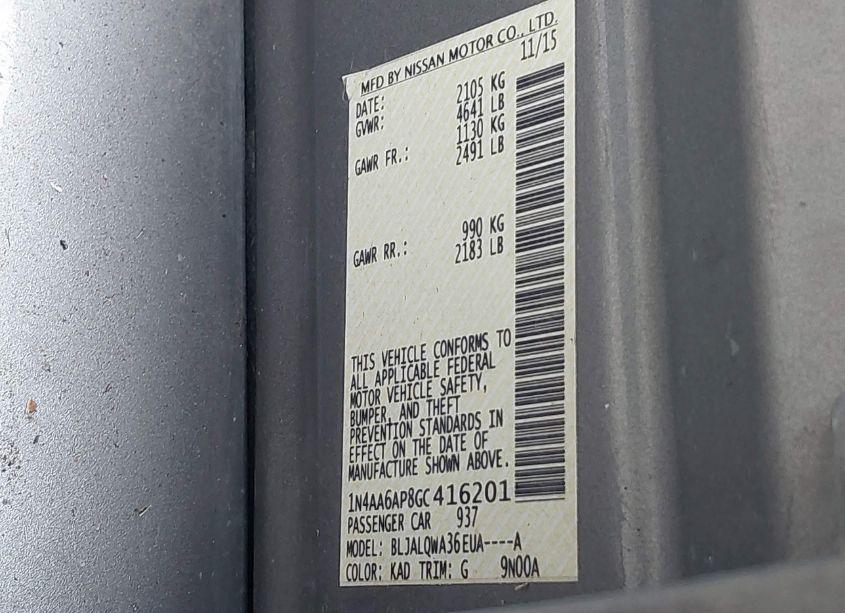 MFD BY NISSAN MOTOR CO., LTD.
DATE: 11/15
GVWR: 2105 KG
4641 LB
GAWR FR.: 1130 KG
2491 LB
GAWR RR.: 990 KG
2183 LB
THIS VEHICLE CONFORMS TO
ALL APPLICABLE FEDERAL
MOTOR VEHICLE SAFETY,
BUMPER, AND THEFT
PREVENTION STANDARDS IN
EFFECT ON THE DATE OF
MANUFACTURE SHOWN ABOVE.
1N4AA6AP8GC416201
PASSENGER CAR 937
MODEL: BLJALQWA36EUA----A
COLOR: KAD TRIM: G 9N00A